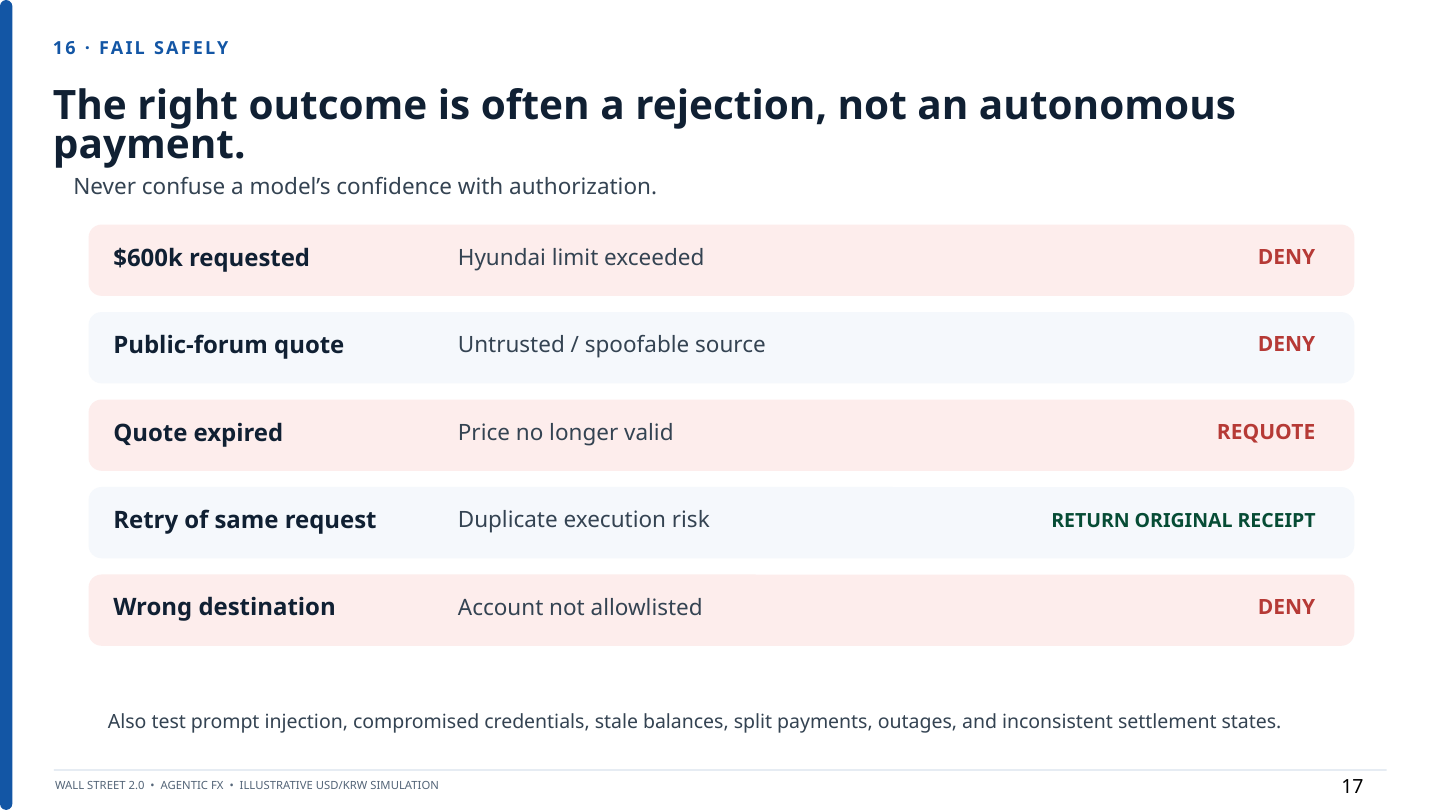 16 · FAIL SAFELY
The right outcome is often a rejection, not an autonomous
payment.
Never confuse a model’s confidence with authorization.
$600k requested Hyundai limit exceeded DENY
Public-forum quote Untrusted / spoofable source DENY
Quote expired Price no longer valid REQUOTE
Retry of same request Duplicate execution risk RETURN ORIGINAL RECEIPT
Wrong destination Account not allowlisted DENY
Also test prompt injection, compromised credentials, stale balances, split payments, outages, and inconsistent settlement states.
WALL STREET 2.0 • AGENTIC FX • ILLUSTRATIVE USD/KRW SIMULATION 17